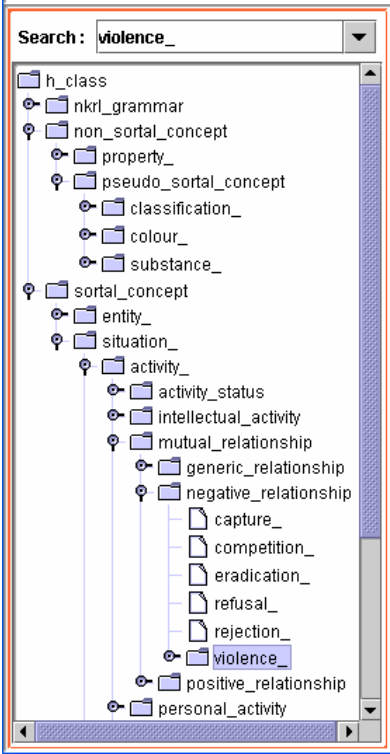 Search : violence_
h_class
nkrl_grammar
non_sortal_concept
property_
pseudo_sortal_concept
classification_
colour_
substance_
sortal_concept
entity_
situation_
activity_
activity_status
intellectual_activity
mutual_relationship
generic_relationship
negative_relationship
capture_
competition_
eradication_
refusal_
rejection_
violence_
positive_relationship
personal_activity